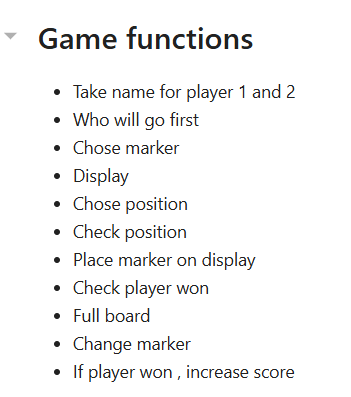 Game functions
Take name for player 1 and 2
Who will go first
Chose marker
Display
Chose position
Check position
Place marker on display
Check player won
Full board
Change marker
If player won , increase score